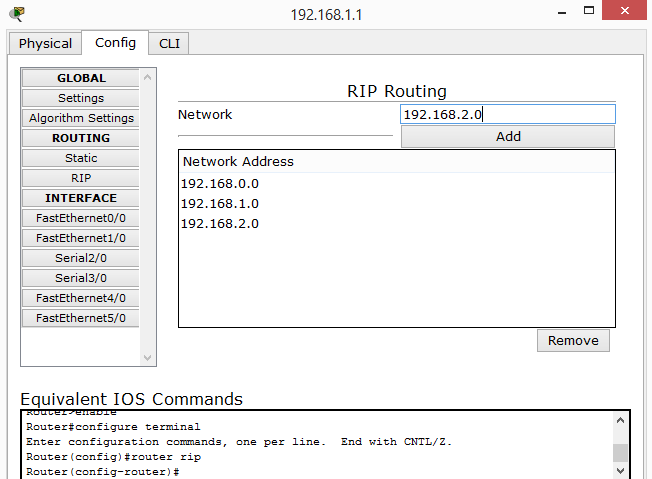 192.168.1.1
Physical Config CLI
GLOBAL
Settings
Algorithm Settings
ROUTING
Static
RIP
INTERFACE
FastEthernet0/0
FastEthernet1/0
Serial2/0
Serial3/0
FastEthernet4/0
FastEthernet5/0
RIP Routing
Network 192.168.2.0
Add
Network Address
192.168.0.0
192.168.1.0
192.168.2.0
Remove
Equivalent IOS Commands
Router>enable
Router#configure terminal
Enter configuration commands, one per line.  End with CNTL/Z.
Router(config)#router rip
Router(config-router)#